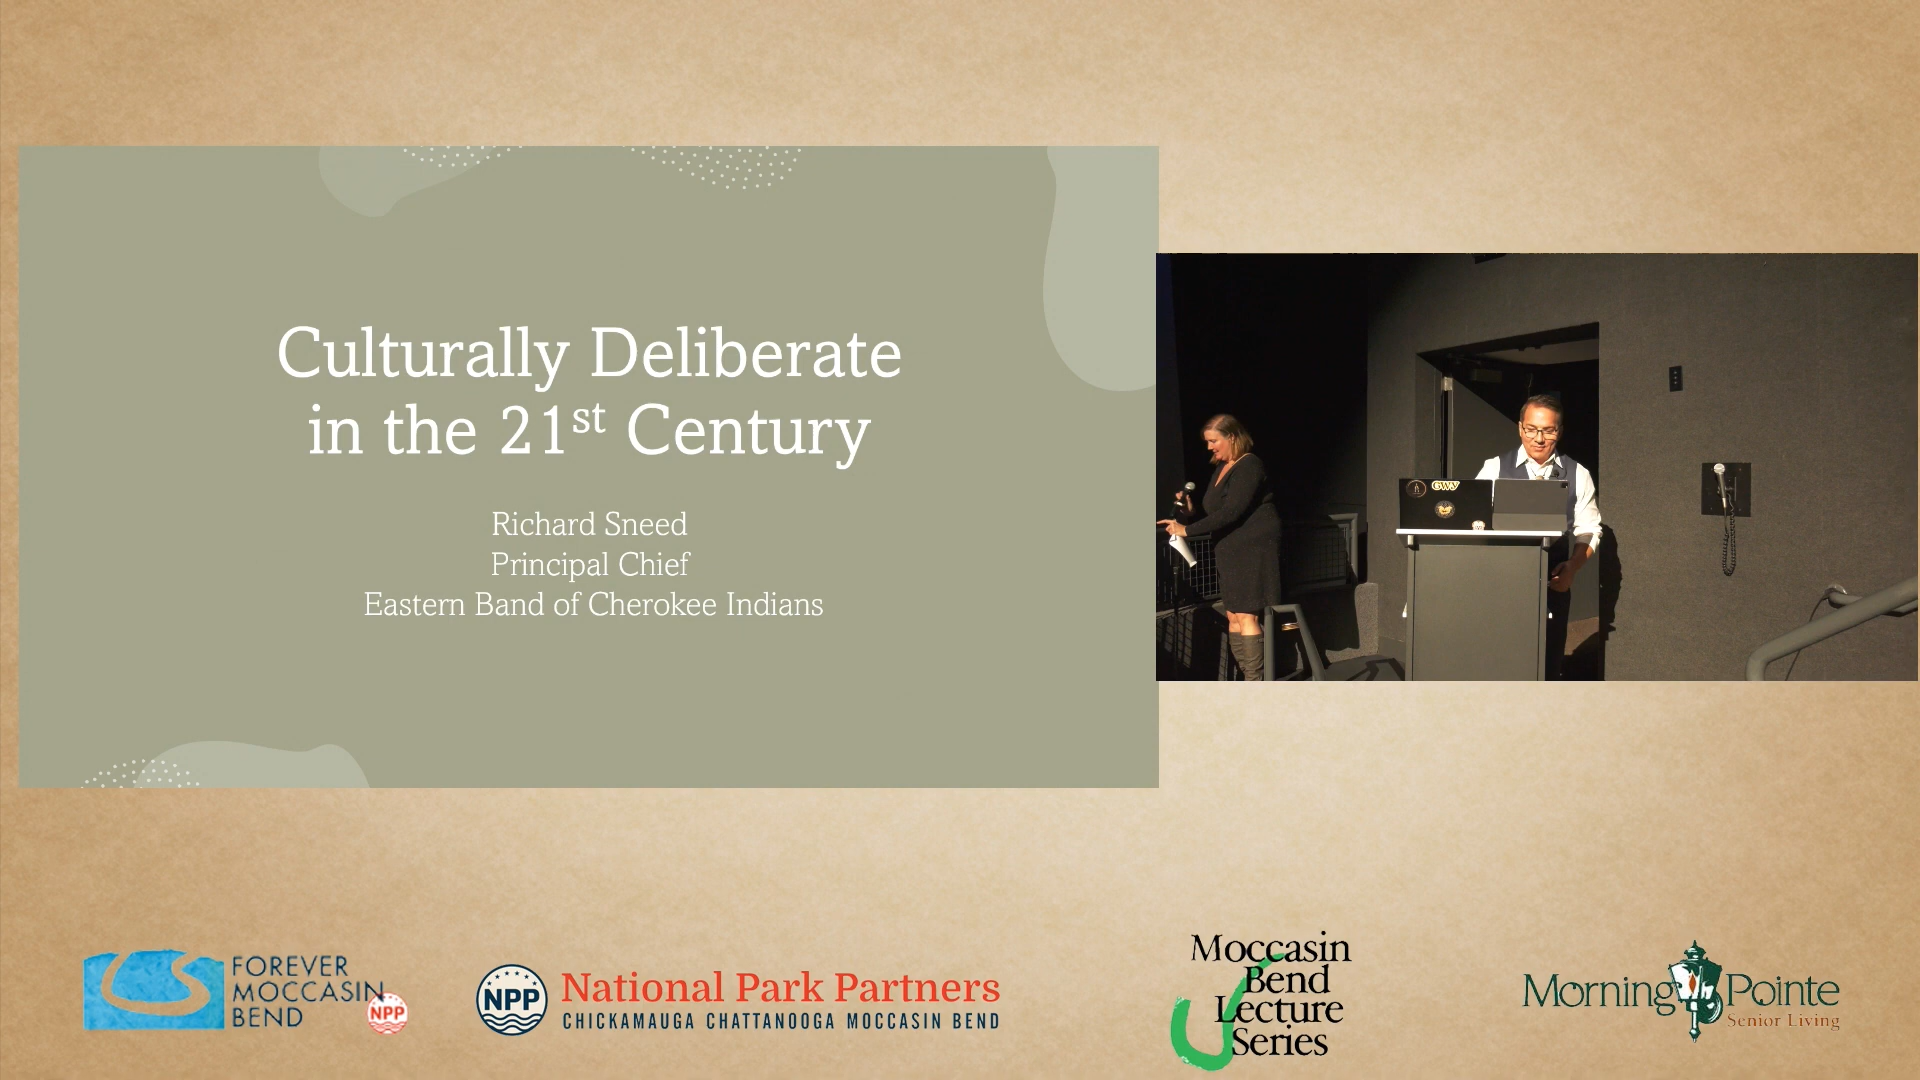 Culturally Deliberate
in the 21st Century
Richard Sneed
Principal Chief
Eastern Band of Cherokee Indians
GWY
FOREVER
MOCCASIN
BEND
NPP
NPP
National Park Partners
CHICKAMAUGA CHATTANOOGA MOCCASIN BEND
Moccasin
Bend
Lecture
Series
Morning Pointe
Senior Living